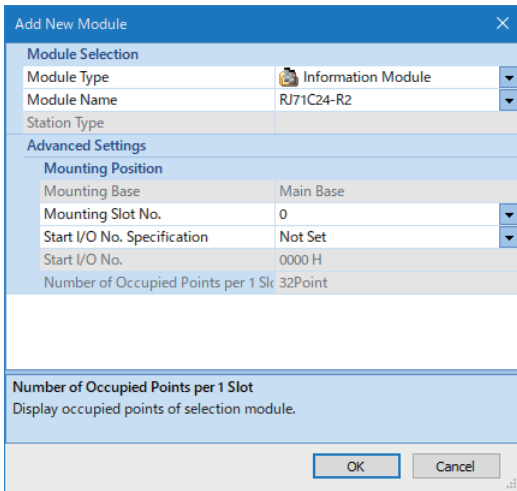 Add New Module
Module Selection
Module Type Information Module
Module Name RJ71C24-R2
Station Type
Advanced Settings
Mounting Position
Mounting Base Main Base
Mounting Slot No. 0
Start I/O No. Specification Not Set
Start I/O No. 0000 H
Number of Occupied Points per 1 Slo 32Point
Number of Occupied Points per 1 Slot
Display occupied points of selection module.
OK Cancel